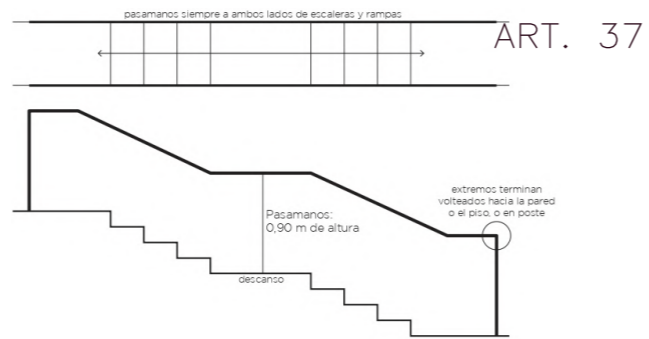 pasamanos siempre a ambos lados de escaleras y rampas
ART. 37
extremos terminan
volteados hacia la pared
o el piso, o en poste
Pasamanos:
0,90 m de altura
descanso